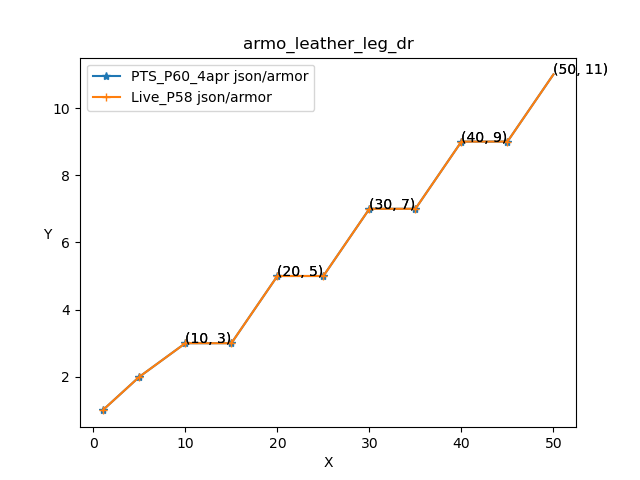 armo_leather_leg_dr
PTS_P60_4apr json/armor
Live_P58 json/armor
(50, 11)
(40, 9)
(30, 7)
(20, 5)
(10, 3)
Y
10
8
6
4
2
0 10 20 30 40 50
X